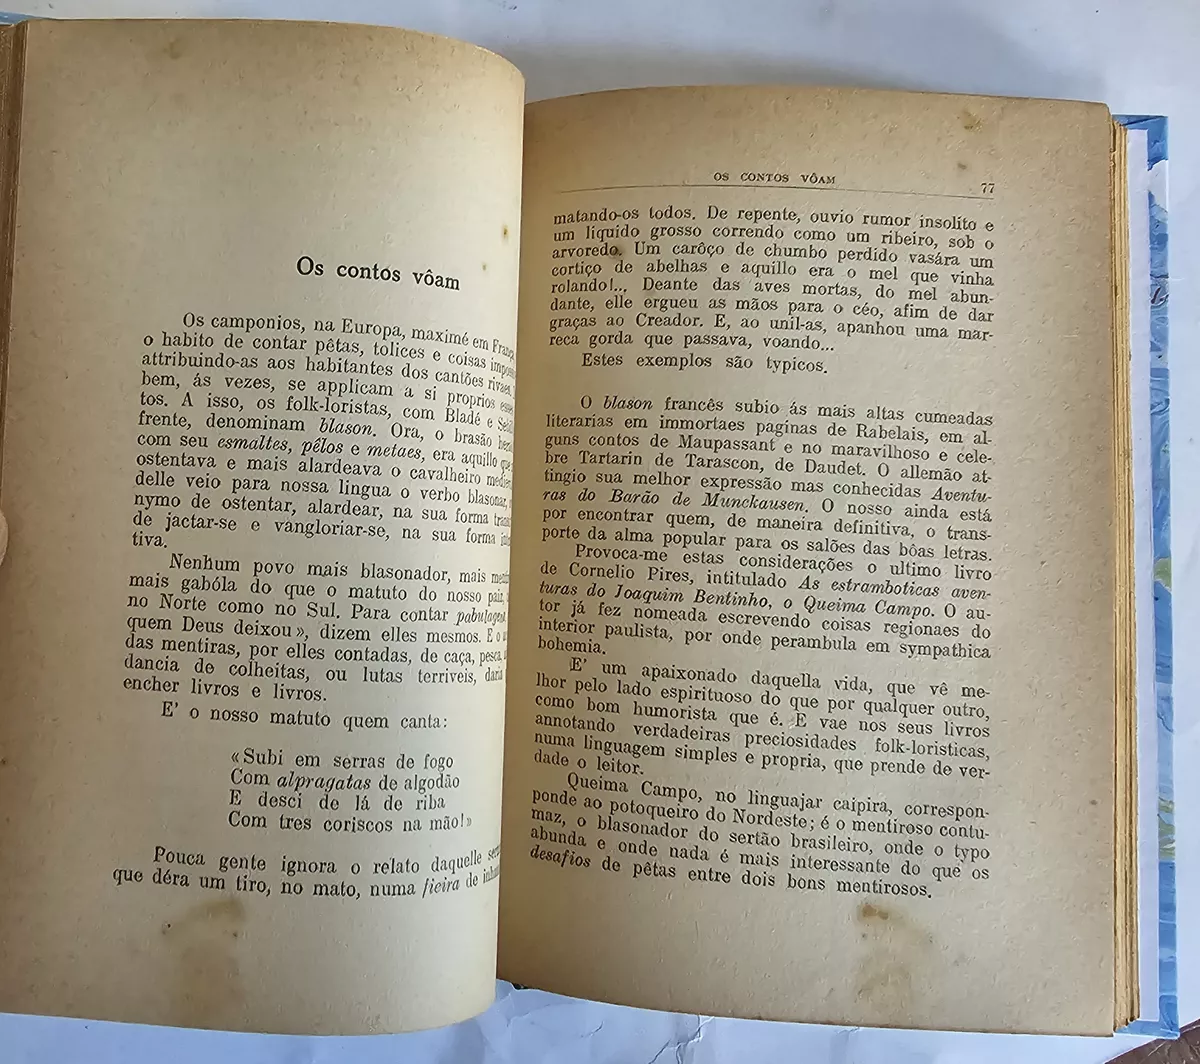 Os contos vôam
Os camponios, na Europa, maximé em
o habito de contar pêtas, tolices e coisas
attribuindo-as aos habitantes dos cantões rivaes,
bem, ás vezes, se applicam a si proprios
tos. A isso, os folk-loristas, com Bladé e
frente, denominam blason. Ora, o brasão
com seu esmaltes, pêlos e metaes, era aquillo
ostentava e mais alardeava o cavalheiro
delle veio para nossa lingua o verbo blasonar,
nymo de ostentar, alardear, na sua forma
de jactar-se e vangloriar-se, na sua forma
tiva.
Nenhum povo mais blasonador, mais
mais gabóla do que o matuto do nosso paiz,
no Norte como no Sul. Para contar
quem Deus deixou», dizem elles mesmos. E o
das mentiras, por elles contadas, de caça, pesca,
dancia de colheitas, ou lutas terriveis, daria
encher livros e livros.
E' o nosso matuto quem canta:
«Subi em serras de fogo
Com alpragatas de algodão
E desci de lá de riba
Com tres coriscos na mão!»
Pouca gente ignora o relato daquelle
que déra um tiro, no mato, numa fieira de
OS CONTOS VÔAM
77
matando-os todos. De repente, ouvio rumor insolito e
um liquido grosso correndo como um ribeiro, sob o
arvoredo. Um carôço de chumbo perdido vasára um
cortiço de abelhas e aquillo era o mel que vinha
rolando!... Deante das aves mortas, do mel abun-
dante, elle ergueu as mãos para o céo, afim de dar
graças ao Creador. E, ao unil-as, apanhou uma mar-
reca gorda que passava, voando...
Estes exemplos são typicos.
O blason francês subio ás mais altas cumeadas
literarias em immortaes paginas de Rabelais, em al-
guns contos de Maupassant e no maravilhoso e cele-
bre Tartarin de Tarascon, de Daudet. O allemão at-
tingio sua melhor expressão mas conhecidas Aventu-
ras do Barão de Munckausen. O nosso ainda está
por encontrar quem, de maneira definitiva, o trans-
porte da alma popular para os salões das bôas letras.
Provoca-me estas considerações o ultimo livro
de Cornelio Pires, intitulado As estramboticas aven-
turas do Joaquim Bentinho, o Queima Campo. O au-
tor já fez nomeada escrevendo coisas regionaes do
interior paulista, por onde perambula em sympathica
bohemia.
E' um apaixonado daquella vida, que vê me-
lhor pelo lado espirituoso do que por qualquer outro,
como bom humorista que é. E vae nos seus livros
annotando verdadeiras preciosidades folk-loristicas,
numa linguagem simples e propria, que prende de ver-
dade o leitor.
Queima Campo, no linguajar caipira, correspon-
ponde ao potoqueiro do Nordeste; é o mentiroso contu-
maz, o blasonador do sertão brasileiro, onde o typo
abunda e onde nada é mais interessante do que os
desafios de pêtas entre dois bons mentirosos.